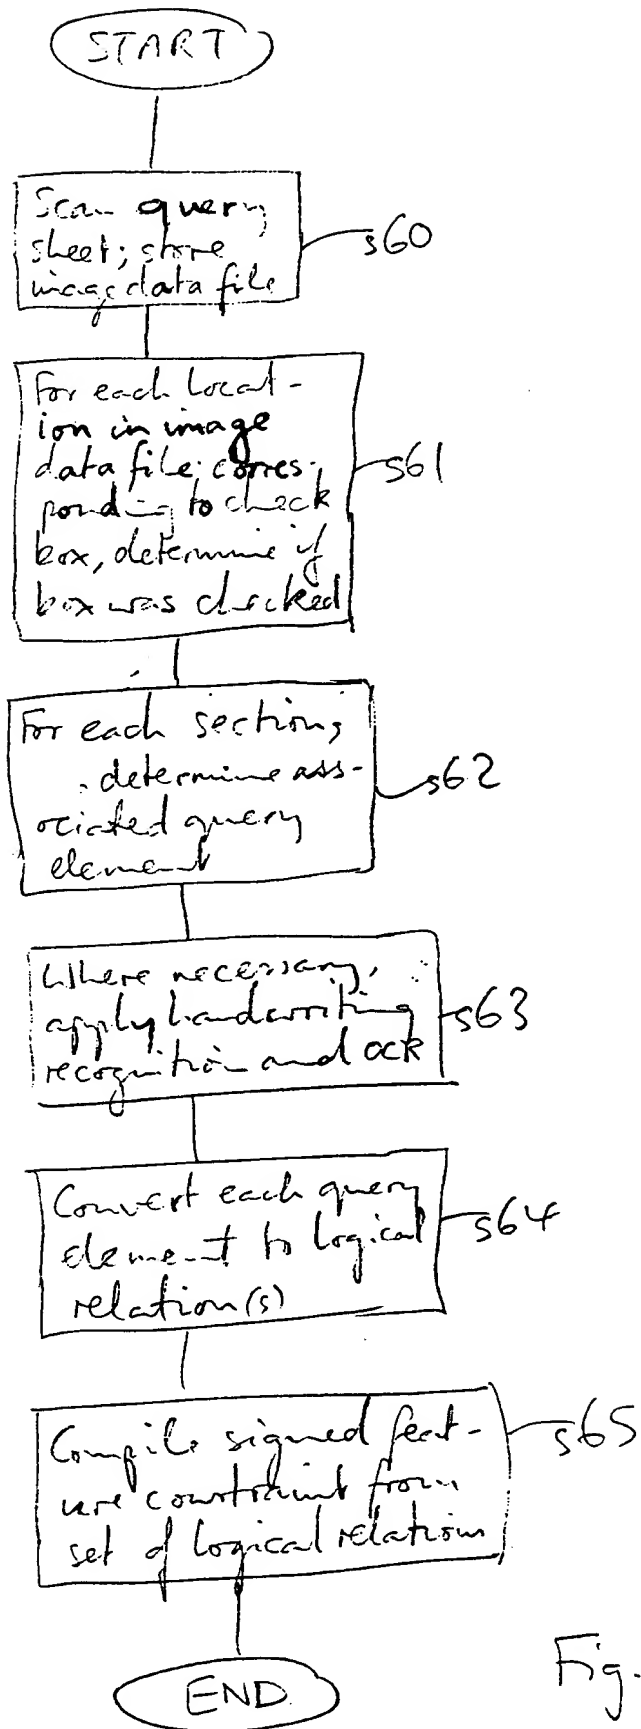 START
Scan query
sheet; store
image data file
s60
For each locat-
ion in image
data file corres-
ponding to check
box, determine if
box was checked
s61
For each section,
determine ass-
ociated query
element
s62
Where necessary,
apply handwriting
recognition and OCR
s63
Convert each query
element to logical
relation(s)
s64
Compile signed feat-
ure constraint from
set of logical relations
s65
END
Fig.